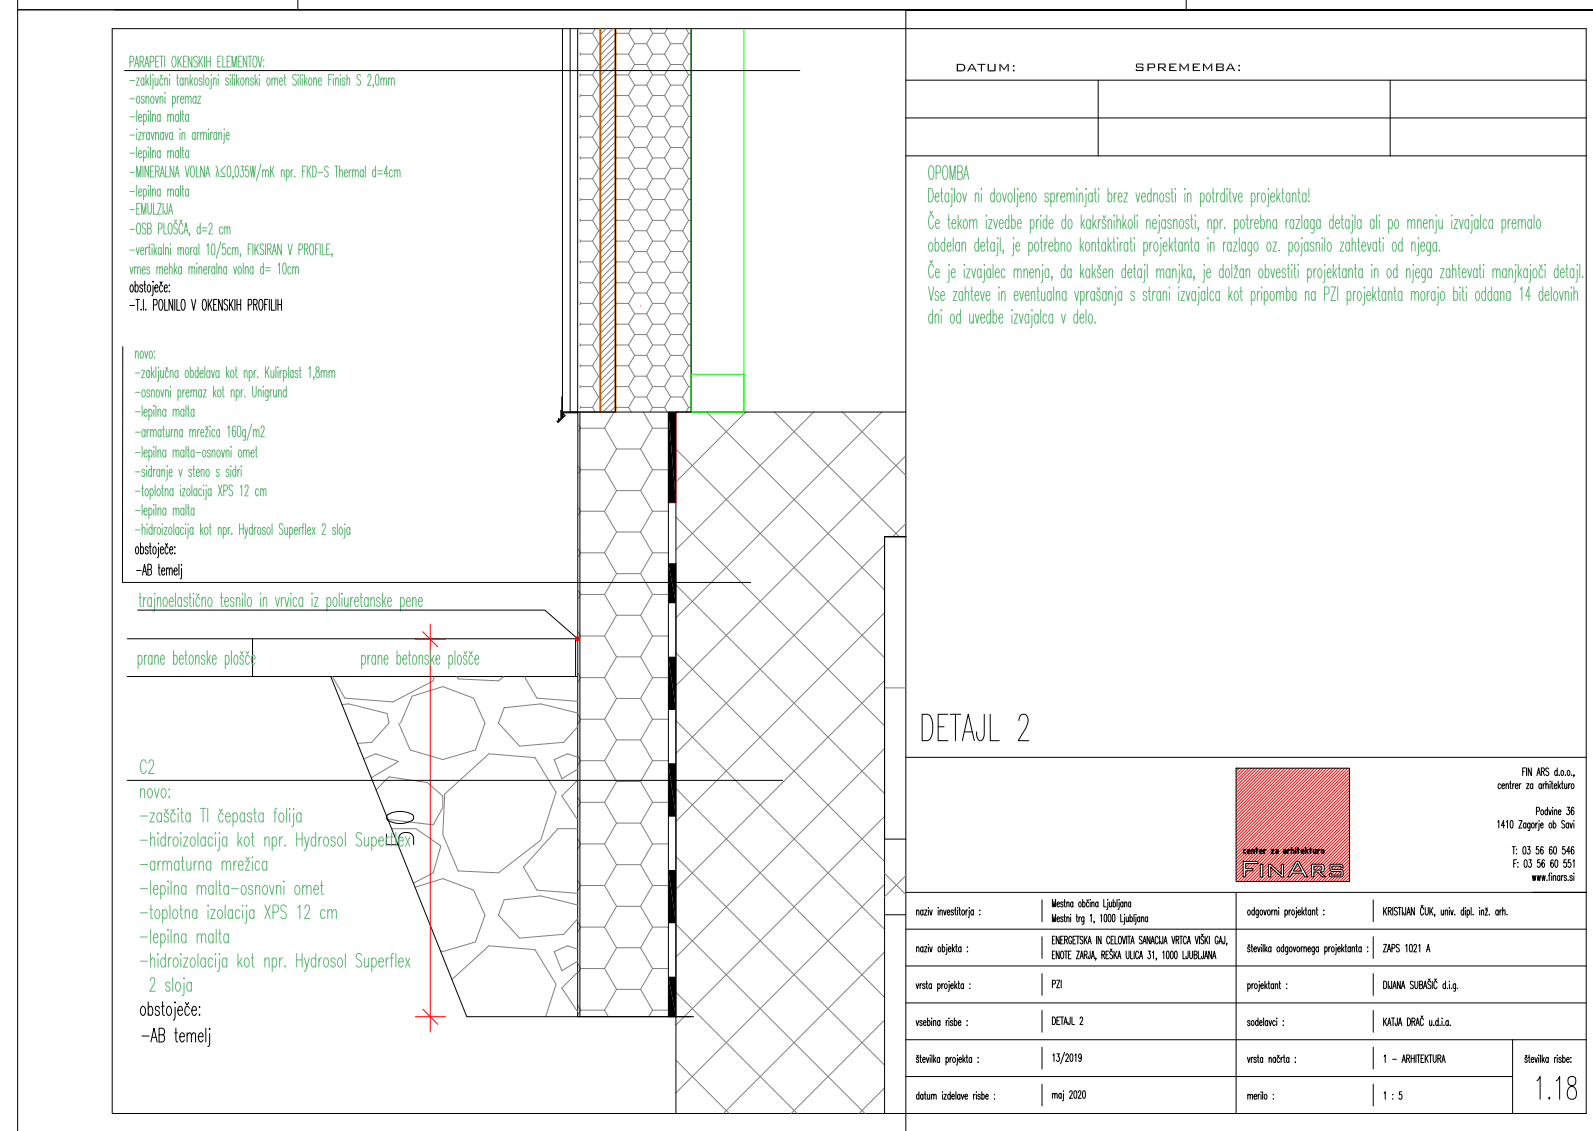 PARAPETI OKENSKIH ELEMENTOV:
-zaključni tankoslojni silikonski omet Silikone Finish S 2,0mm
-osnovni premaz
-lepilna malta
-izravnava in armiranje
-lepilna malta
-MINERALNA VOLNA λ≤0,035W/mK npr. FKD-S Thermal d=4cm
-lepilna malta
-EMULZIJA
-OSB PLOŠČA, d=2 cm
-vertikalni moral 10/5cm, FIKSIRAN V PROFILE,
vmes mehka mineralna volna d= 10cm
obstoječe:
-T.I. POLNILO V OKENSKIH PROFILIH
novo:
-zaključna obdelava kot npr. Kulirplast 1,8mm
-osnovni premaz kot npr. Unigrund
-lepilna malta
-armaturna mrežica 160g/m2
-lepilna malta-osnovni omet
-sidranje v steno s sidri
-toplotna izolacija XPS 12 cm
-lepilna malta
-hidroizolacija kot npr. Hydrosol Superflex 2 sloja
obstoječe:
-AB temelj
trajnoelastično tesnilo in vrvica iz poliuretanske pene
prane betonske plošče prane betonske plošče
C2
novo:
-zaščita TI čepasta folija
-hidroizolacija kot npr. Hydrosol Superflex
-armaturna mrežica
-lepilna malta-osnovni omet
-toplotna izolacija XPS 12 cm
-lepilna malta
-hidroizolacija kot npr. Hydrosol Superflex
2 sloja
obstoječe:
-AB temelj
DATUM: SPREMEMBA:
OPOMBA
Detajlov ni dovoljeno spreminjati brez vednosti in potrditve projektanta!
Če tekom izvedbe pride do kakršnihkoli nejasnosti, npr. potrebna razlaga detajla ali po mnenju izvajalca premalo
obdelan detajl, je potrebno kontaktirati projektanta in razlago oz. pojasnilo zahtevati od njega.
Če je izvajalec mnenja, da kakšen detajl manjka, je dolžan obvestiti projektanta in od njega zahtevati manjkajoči detajl.
Vse zahteve in eventualna vprašanja s strani izvajalca kot pripomba na PZI projektanta morajo biti oddana 14 delovnih
dni od uvedbe izvajalca v delo.
DETAJL 2
center za arhitekturo
FINARS
FIN ARS d.o.o.,
centrer za arhitekturo
Podvine 36
1410 Zagorje ob Savi
T: 03 56 60 546
F: 03 56 60 551
www.finars.si
naziv investitorja : Mestna občina Ljubljana
Mestni trg 1, 1000 Ljubljana
odgovorni projektant : KRISTIJAN ČUK, univ. dipl. inž. arh.
naziv objekta : ENERGETSKA IN CELOVITA SANACIJA VRTCA VIŠKI GAJ,
ENOTE ZARJA, REŠKA ULICA 31, 1000 LJUBLJANA
številka odgovornega projektanta : ZAPS 1021 A
vrsta projekta : PZI
projektant : DIJANA SUBAŠIČ d.i.g.
vsebina risbe : DETAJL 2
sodelavci : KATJA DRAČ u.d.i.a.
številka projekta : 13/2019
vrsta načrta : 1 - ARHITEKTURA
številka risbe:
1.18
datum izdelave risbe : maj 2020
merilo : 1 : 5